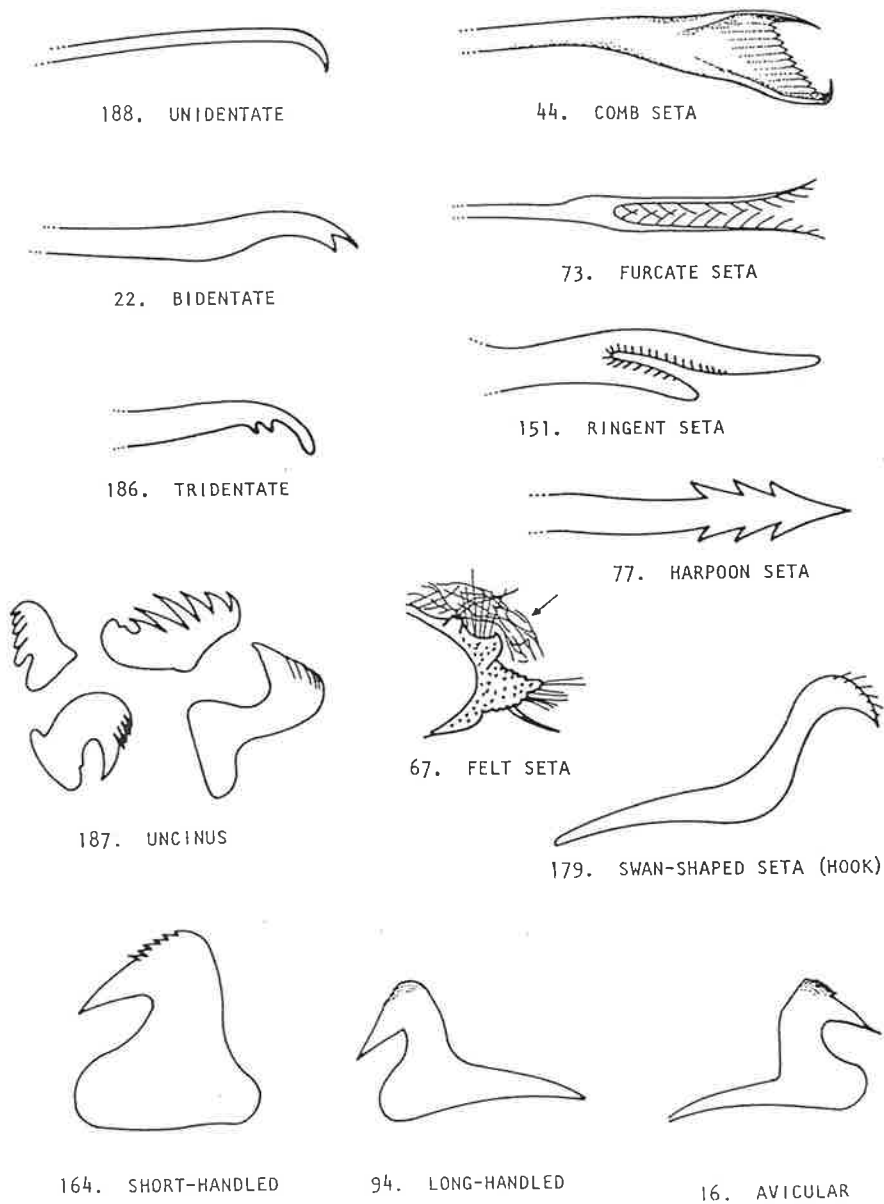 188. UNIDENTATE
44. COMB SETA
22. BIDENTATE
73. FURCATE SETA
151. RINGENT SETA
186. TRIDENTATE
77. HARPOON SETA
67. FELT SETA
187. UNCINUS
179. SWAN-SHAPED SETA (HOOK)
164. SHORT-HANDLED
94. LONG-HANDLED
16. AVICULAR